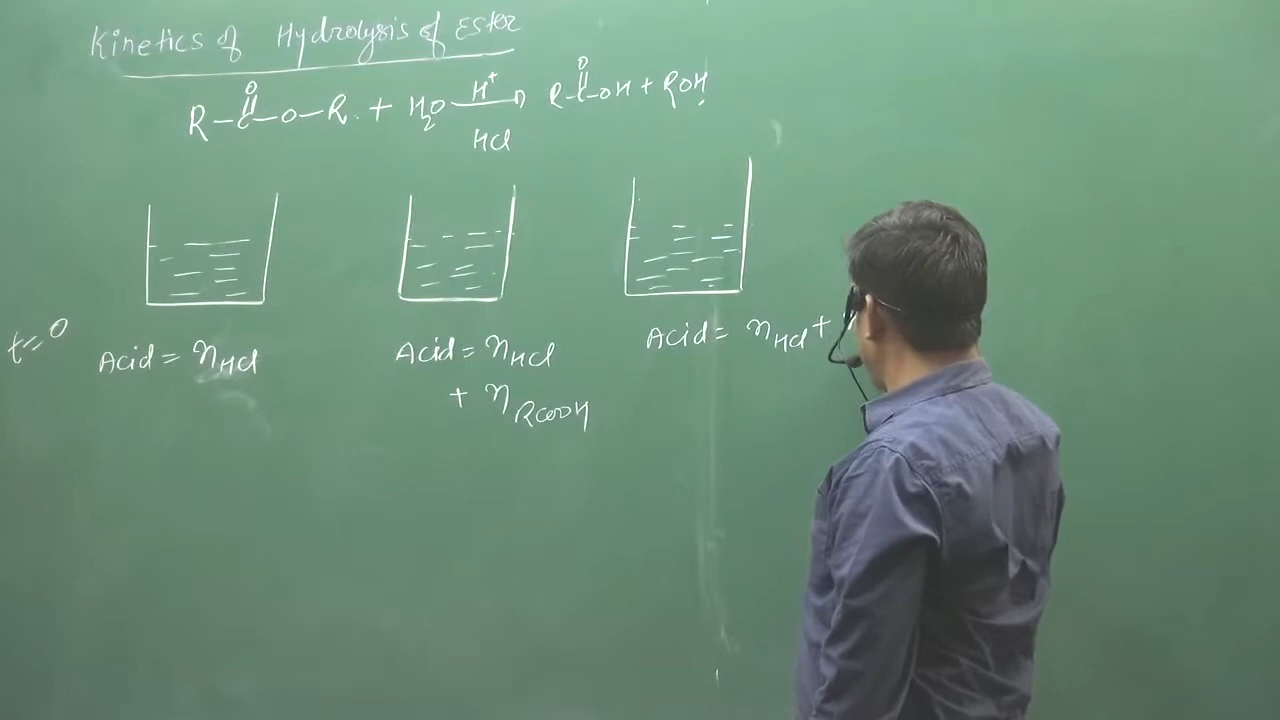 Kinetics of Hydrolysis of Ester
O O
R-C-O-R + H2O H+ → R-C-OH + ROH
HCl
t=0
Acid = nHCl
Acid = nHCl
+ nRCOOH
Acid = nHCl +